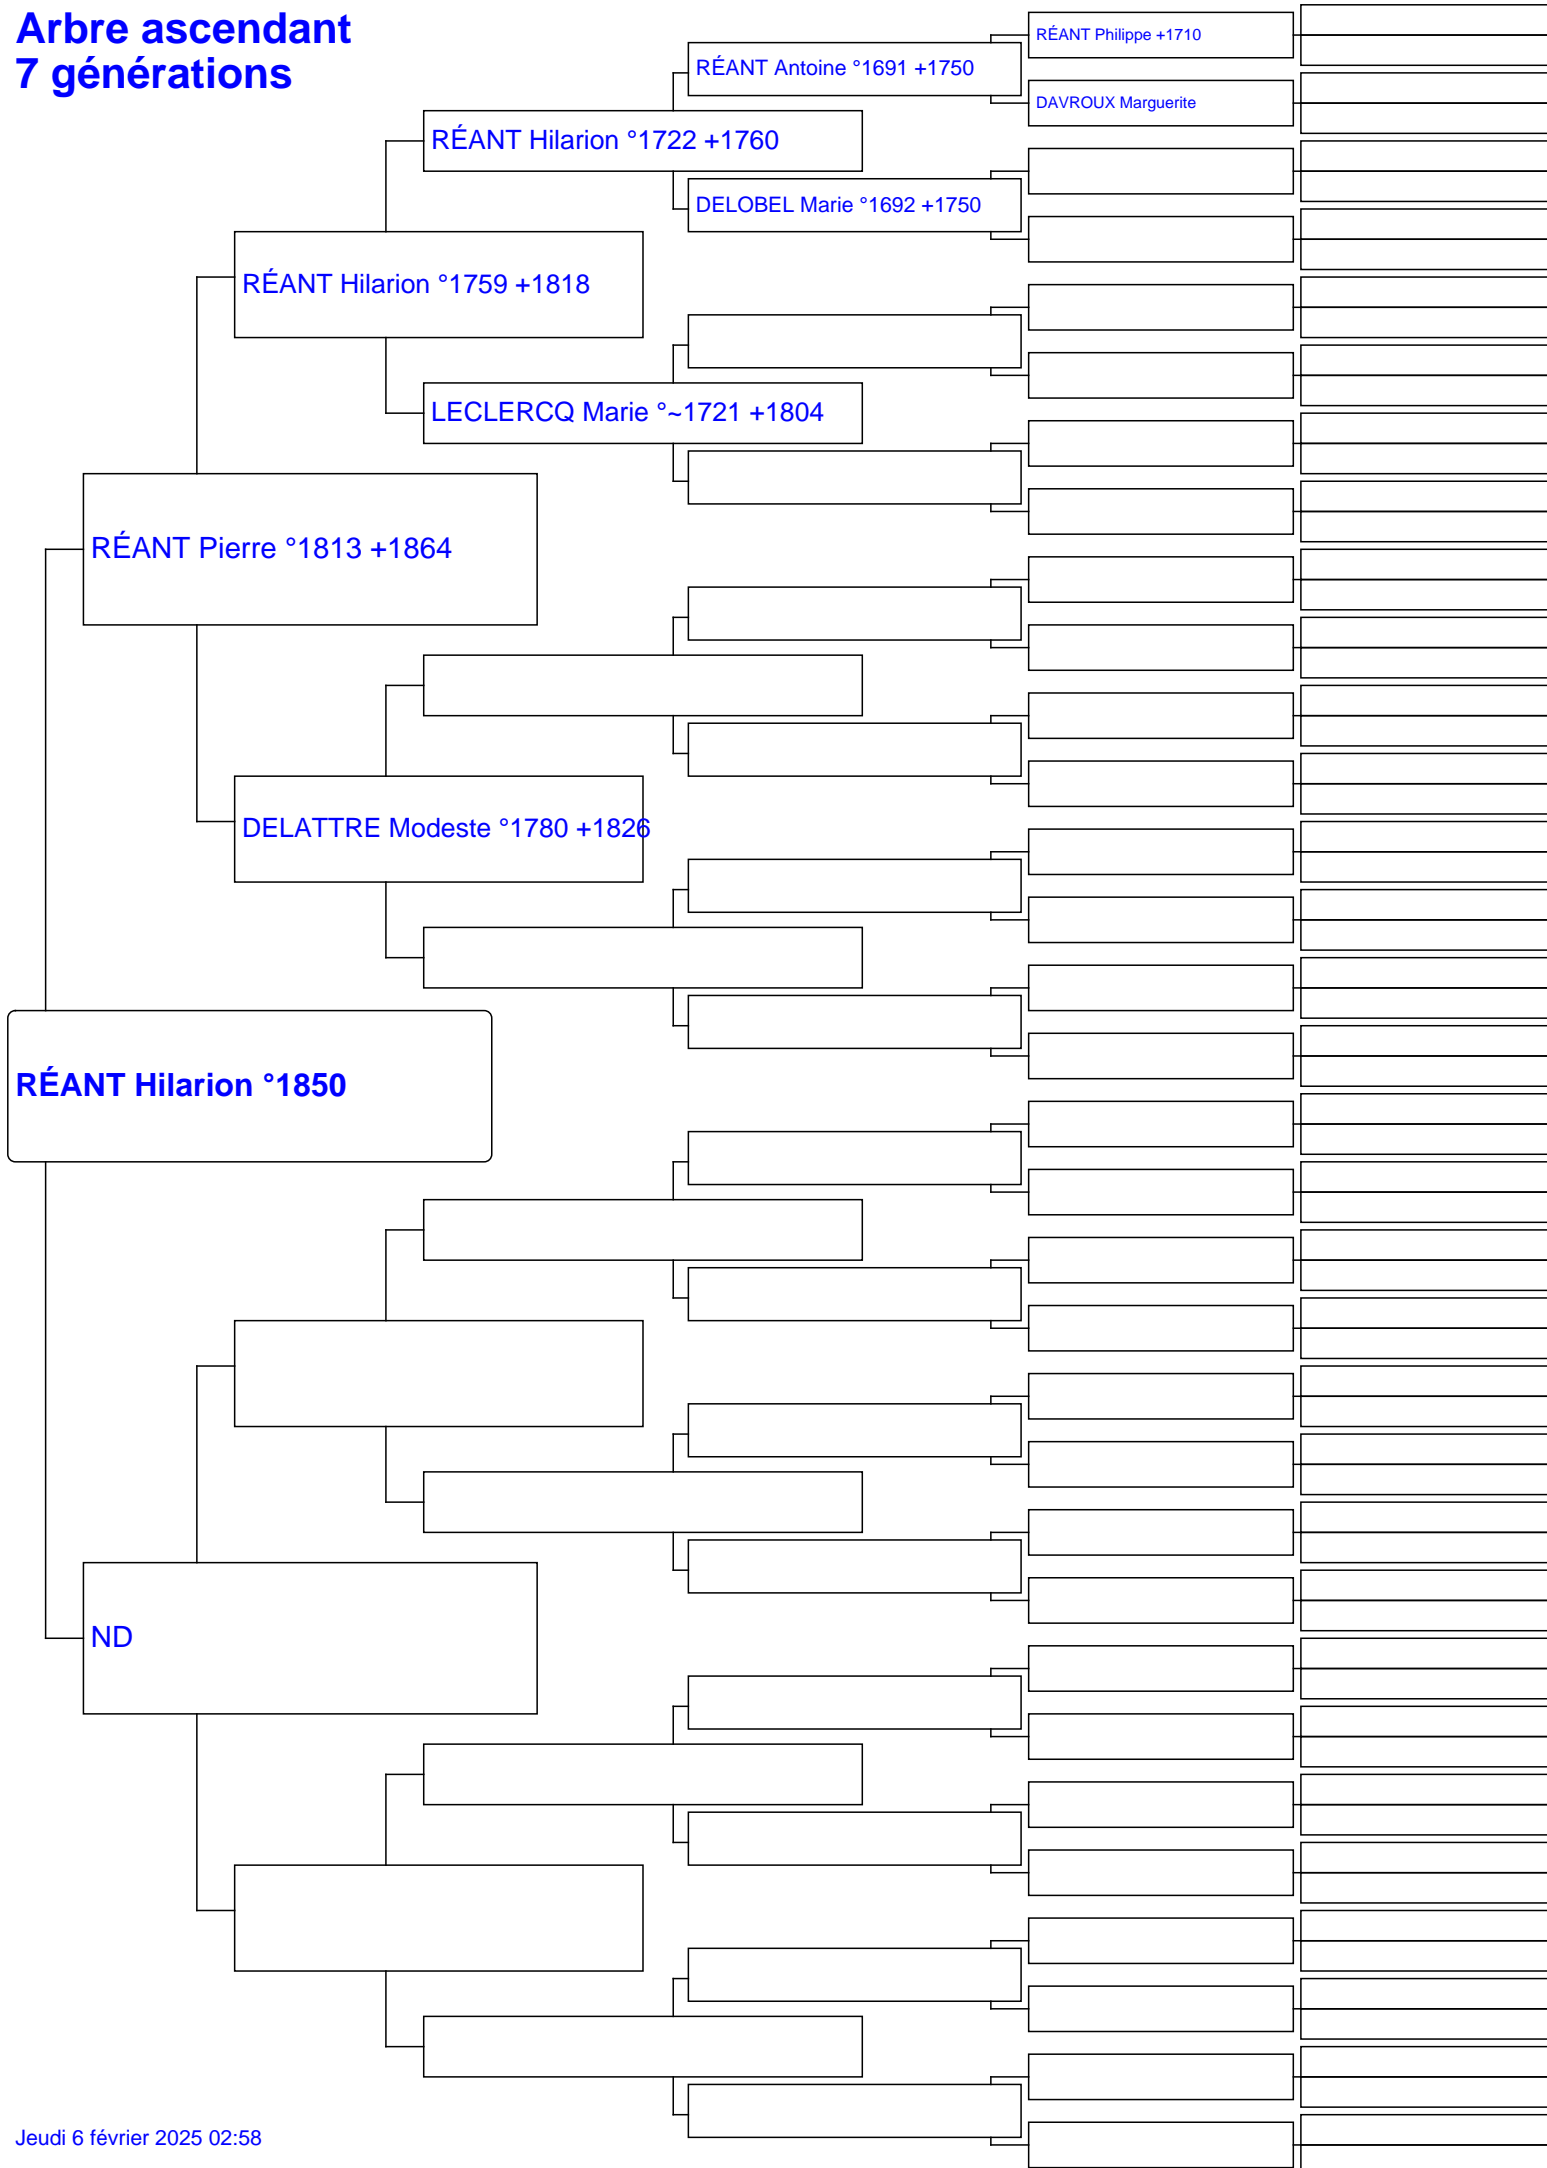 Arbre ascendant
7 générations
RÉANT Philippe +1710
RÉANT Antoine °1691 +1750
DAVROUX Marguerite
RÉANT Hilarion °1722 +1760
DELOBEL Marie °1692 +1750
RÉANT Hilarion °1759 +1818
LECLERCQ Marie °~1721 +1804
RÉANT Pierre °1813 +1864
DELATTRE Modeste °1780 +1826
RÉANT Hilarion °1850
ND
Jeudi 6 février 2025 02:58